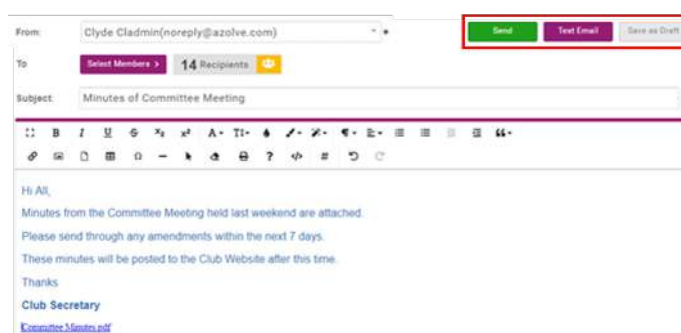 From:
Clyde Cladmin(noreply@azolve.com)
Send
Test Email
Save as Draft
To
Select Members >
14 Recipients
Subject:
Minutes of Committee Meeting
Hi All,
Minutes from the Committee Meeting held last weekend are attached.
Please send through any amendments within the next 7 days.
These minutes will be posted to the Club Website after this time.
Thanks
Club Secretary
Committee Minutes.pdf